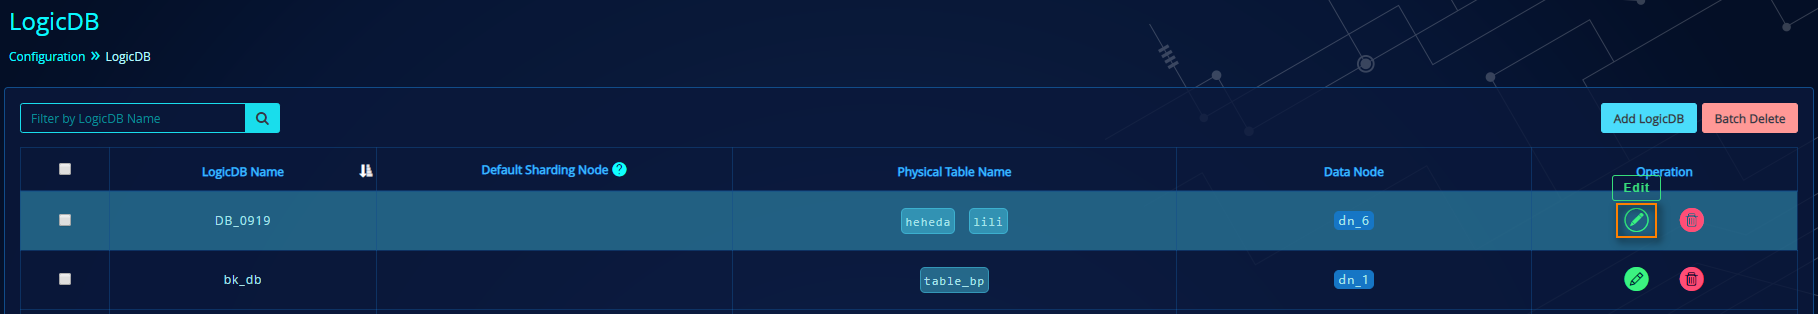 LogicDB
Configuration » LogicDB
Filter by LogicDB Name
Add LogicDB Batch Delete
LogicDB Name Default Sharding Node ? Physical Table Name Data Node Operation
Edit
DB_0919 heheda lili dn_6
bk_db table_bp dn_1